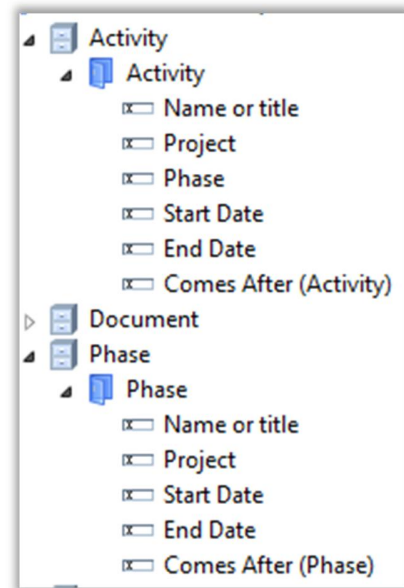 Activity
Activity
Name or title
Project
Phase
Start Date
End Date
Comes After (Activity)
Document
Phase
Phase
Name or title
Project
Start Date
End Date
Comes After (Phase)